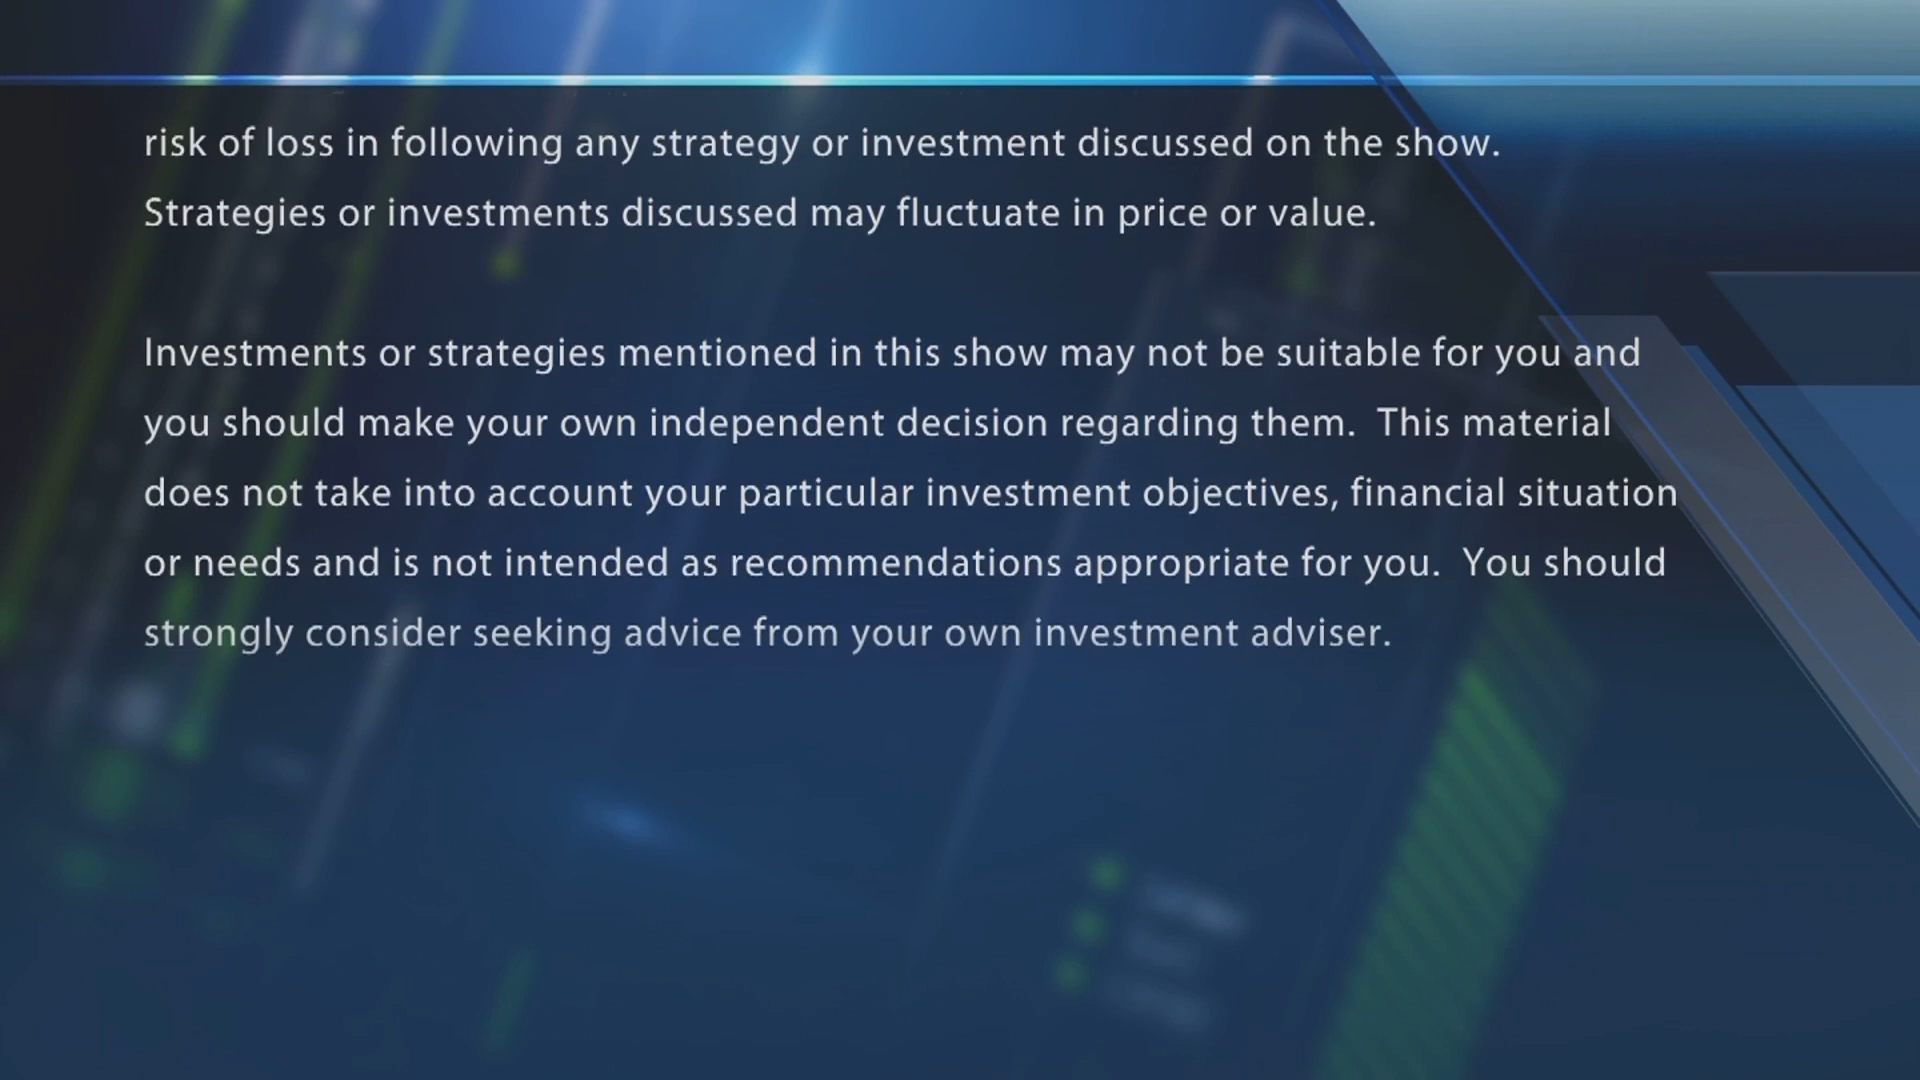 risk of loss in following any strategy or investment discussed on the show.
Strategies or investments discussed may fluctuate in price or value.
Investments or strategies mentioned in this show may not be suitable for you and
you should make your own independent decision regarding them.  This material
does not take into account your particular investment objectives, financial situation
or needs and is not intended as recommendations appropriate for you.  You should
strongly consider seeking advice from your own investment adviser.